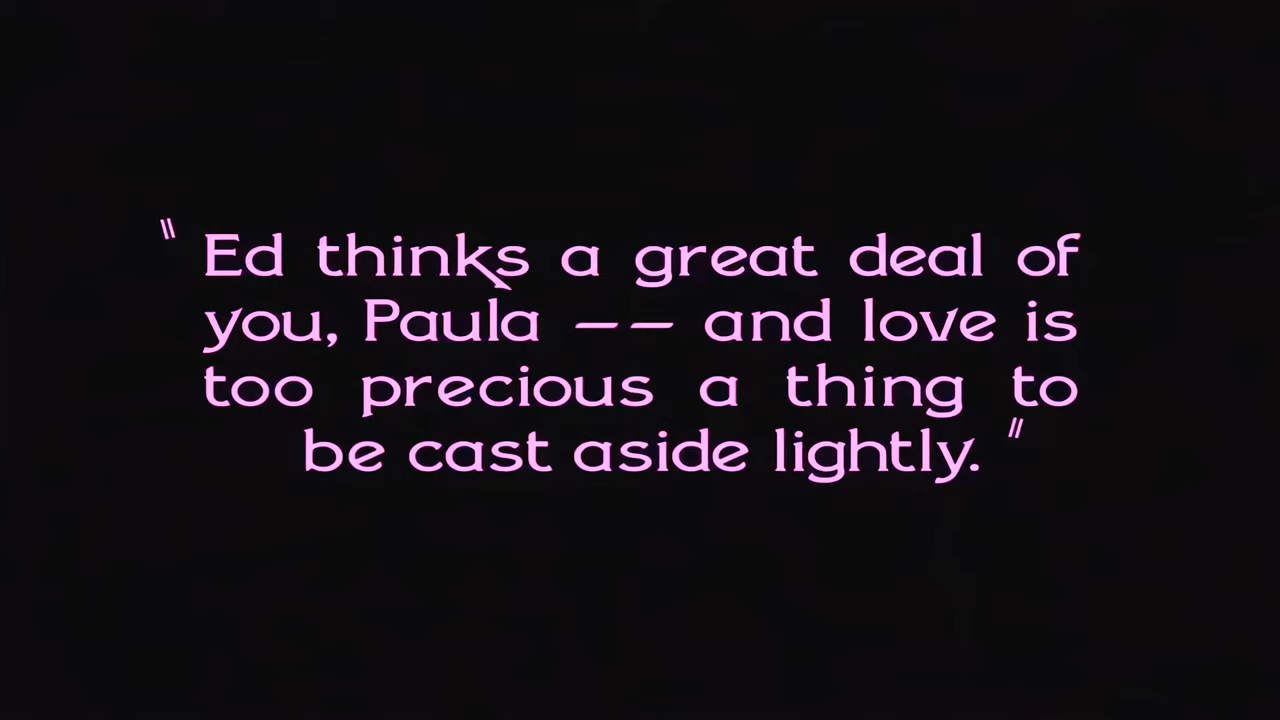 " Ed thinks a great deal of
you, Paula -- and love is
too precious a thing to
be cast aside lightly. "